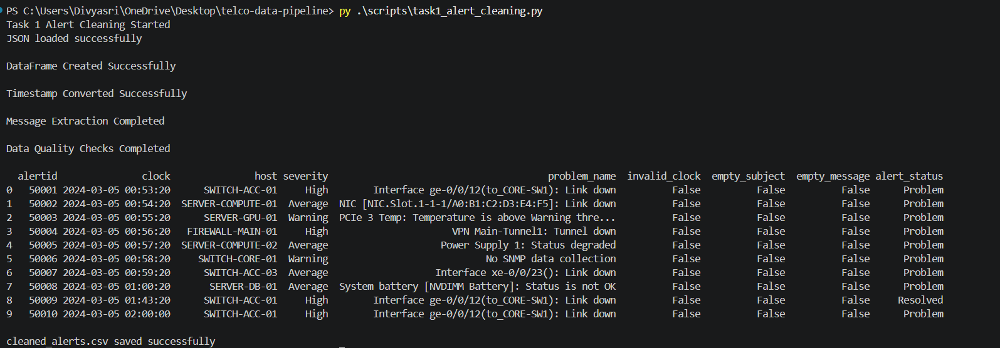 PS C:\Users\Divyasri\OneDrive\Desktop\telco-data-pipeline> py .\scripts\task1_alert_cleaning.py
Task 1 Alert Cleaning Started
JSON loaded successfully
DataFrame Created Successfully
Timestamp Converted Successfully
Message Extraction Completed
Data Quality Checks Completed
alertid clock host severity problem_name invalid_clock empty_subject empty_message alert_status
0 50001 2024-03-05 00:53:20 SWITCH-ACC-01 High Interface ge-0/0/12(to_CORE-SW1): Link down False False False Problem
1 50002 2024-03-05 00:54:20 SERVER-COMPUTE-01 Average NIC [NIC.Slot.1-1-1/A0:B1:C2:D3:E4:F5]: Link down False False False Problem
2 50003 2024-03-05 00:55:20 SERVER-GPU-01 Warning PCIe 3 Temp: Temperature is above Warning thre... False False False Problem
3 50004 2024-03-05 00:56:20 FIREWALL-MAIN-01 High VPN Main-Tunnel1: Tunnel down False False False Problem
4 50005 2024-03-05 00:57:20 SERVER-COMPUTE-02 Average Power Supply 1: Status degraded False False False Problem
5 50006 2024-03-05 00:58:20 SWITCH-CORE-01 Warning No SNMP data collection False False False Problem
6 50007 2024-03-05 00:59:20 SWITCH-ACC-03 Average Interface xe-0/0/23(): Link down False False False Problem
7 50008 2024-03-05 01:00:20 SERVER-DB-01 Average System battery [NVDIMM Battery]: Status is not OK False False False Problem
8 50009 2024-03-05 01:43:20 SWITCH-ACC-01 High Interface ge-0/0/12(to_CORE-SW1): Link down False False False Resolved
9 50010 2024-03-05 02:00:00 SWITCH-ACC-01 High Interface ge-0/0/12(to_CORE-SW1): Link down False False False Problem
cleaned_alerts.csv saved successfully